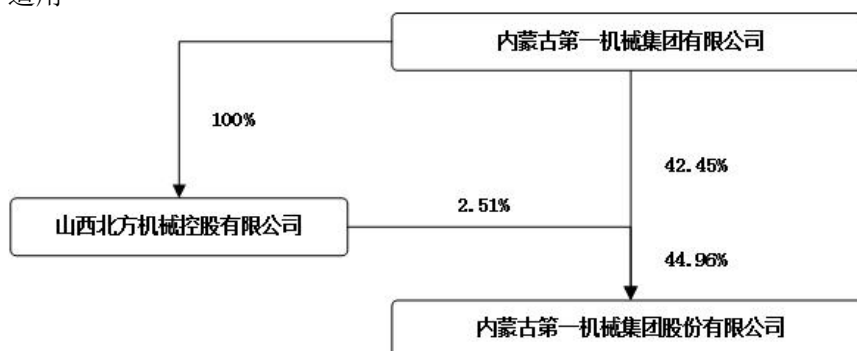 适用
内蒙古第一机械集团有限公司
100%
42.45%
山西北方机械控股有限公司
2.51%
44.96%
内蒙古第一机械集团股份有限公司